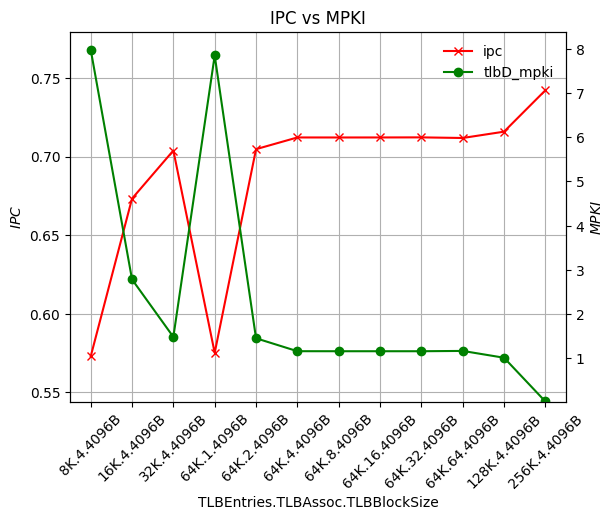 IPC vs MPKI
ipc
tlbD_mpki
0.75
0.70
0.65
0.60
0.55
IPC
8
7
6
5
4
3
2
1
MPKI
8K.4.4096B
16K.4.4096B
32K.4.4096B
64K.1.4096B
64K.2.4096B
64K.4.4096B
64K.8.4096B
64K.16.4096B
64K.32.4096B
64K.64.4096B
128K.4.4096B
256K.4.4096B
TLBEntries.TLBAssoc.TLBBlockSize